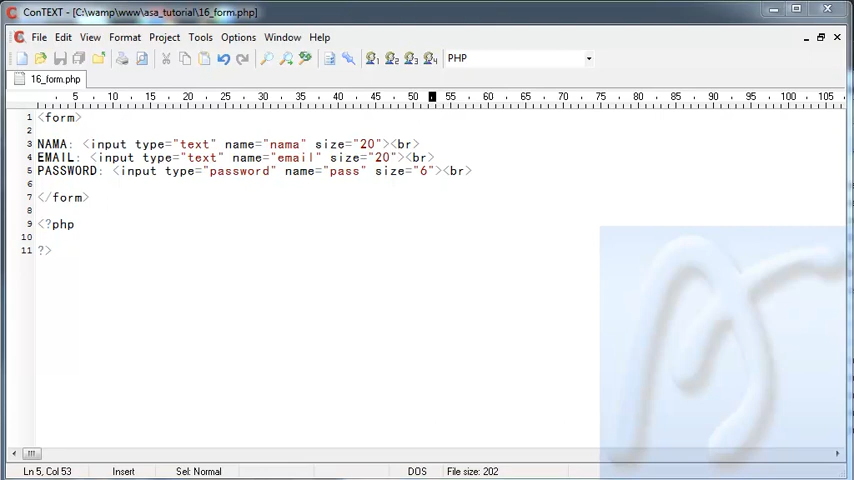 ConTEXT - [C:\wamp\www\asa_tutorial\16_form.php]
File Edit View Format Project Tools Options Window Help
PHP
16_form.php
5 10 15 20 25 30 35 40 45 50 55 60 65 70 75 80 85 90 95 100 105
1 <form>
2
3 NAMA: <input type="text" name="nama" size="20"><br>
4 EMAIL: <input type="text" name="email" size="20"><br>
5 PASSWORD: <input type="password" name="pass" size="6"><br>
6
7 </form>
8
9 <?php
10
11 ?>
Ln 5, Col 53 Insert Sel: Normal DOS File size: 202